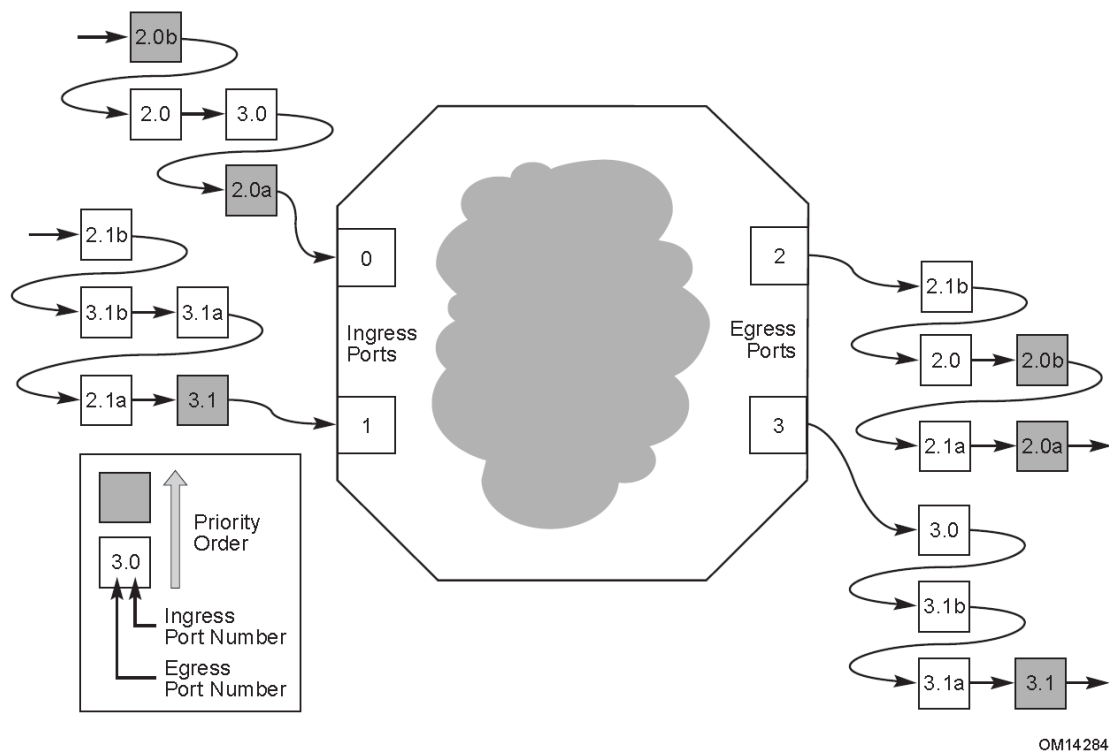 2.0b
2.0
3.0
2.0a
2.1b
3.1b
3.1a
2.1a
3.1
0
Ingress
Ports
1
2
Egress
Ports
3
2.1b
2.0
2.0b
2.1a
2.0a
3.0
3.1b
3.1a
3.1
Priority
Order
3.0
Ingress
Port Number
Egress
Port Number
OM14284